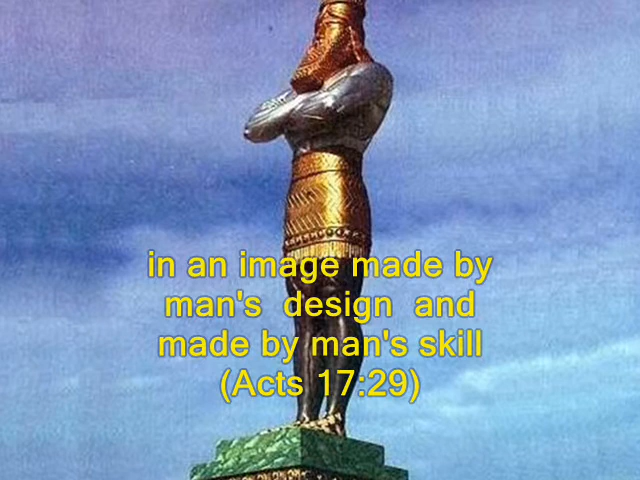 in an image made by
man's design and
made by man's skill
(Acts 17:29)